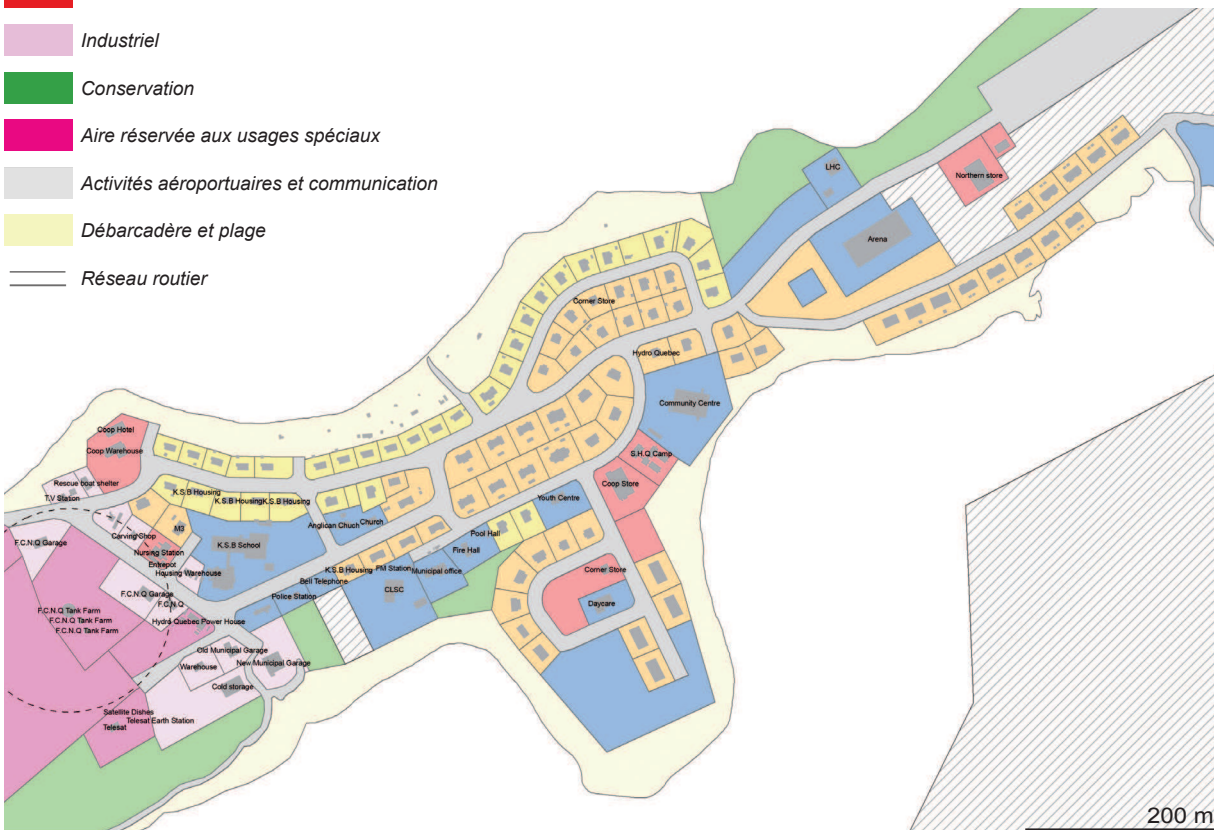 Industriel
Conservation
Aire réservée aux usages spéciaux
Activités aéroportuaires et communication
Débarcadère et plage
Réseau routier
LHC
Northern store
Arena
Corner Store
Hydro Quebec
Community Centre
Coop Hotel
Coop Warehouse
S.H.Q Camp
Rescue boat shelter
T.V Station
K.S.B Housing
K.S.B Housing
K.S.B Housing
Coop Store
Youth Centre
Anglican Chuch
Church
M3
Carving Shop
Pool Hall
F.C.N.Q Garage
K.S.B School
Nursing Station
Fire Hall
Entrepot
Housing Warehouse
K.S.B Housing
FM Station
Municipal office
Corner Store
Bell Telephone
CLSC
F.C.N.Q Garage
Police Station
F.C.N.Q
Daycare
F.C.N.Q Tank Farm
F.C.N.Q Tank Farm
F.C.N.Q Tank Farm
Hydro Quebec Power House
Old Municipal Garage
Warehouse
New Municipal Garage
Cold storage
Satellite Dishes
Telesat Earth Station
Telesat
200 m